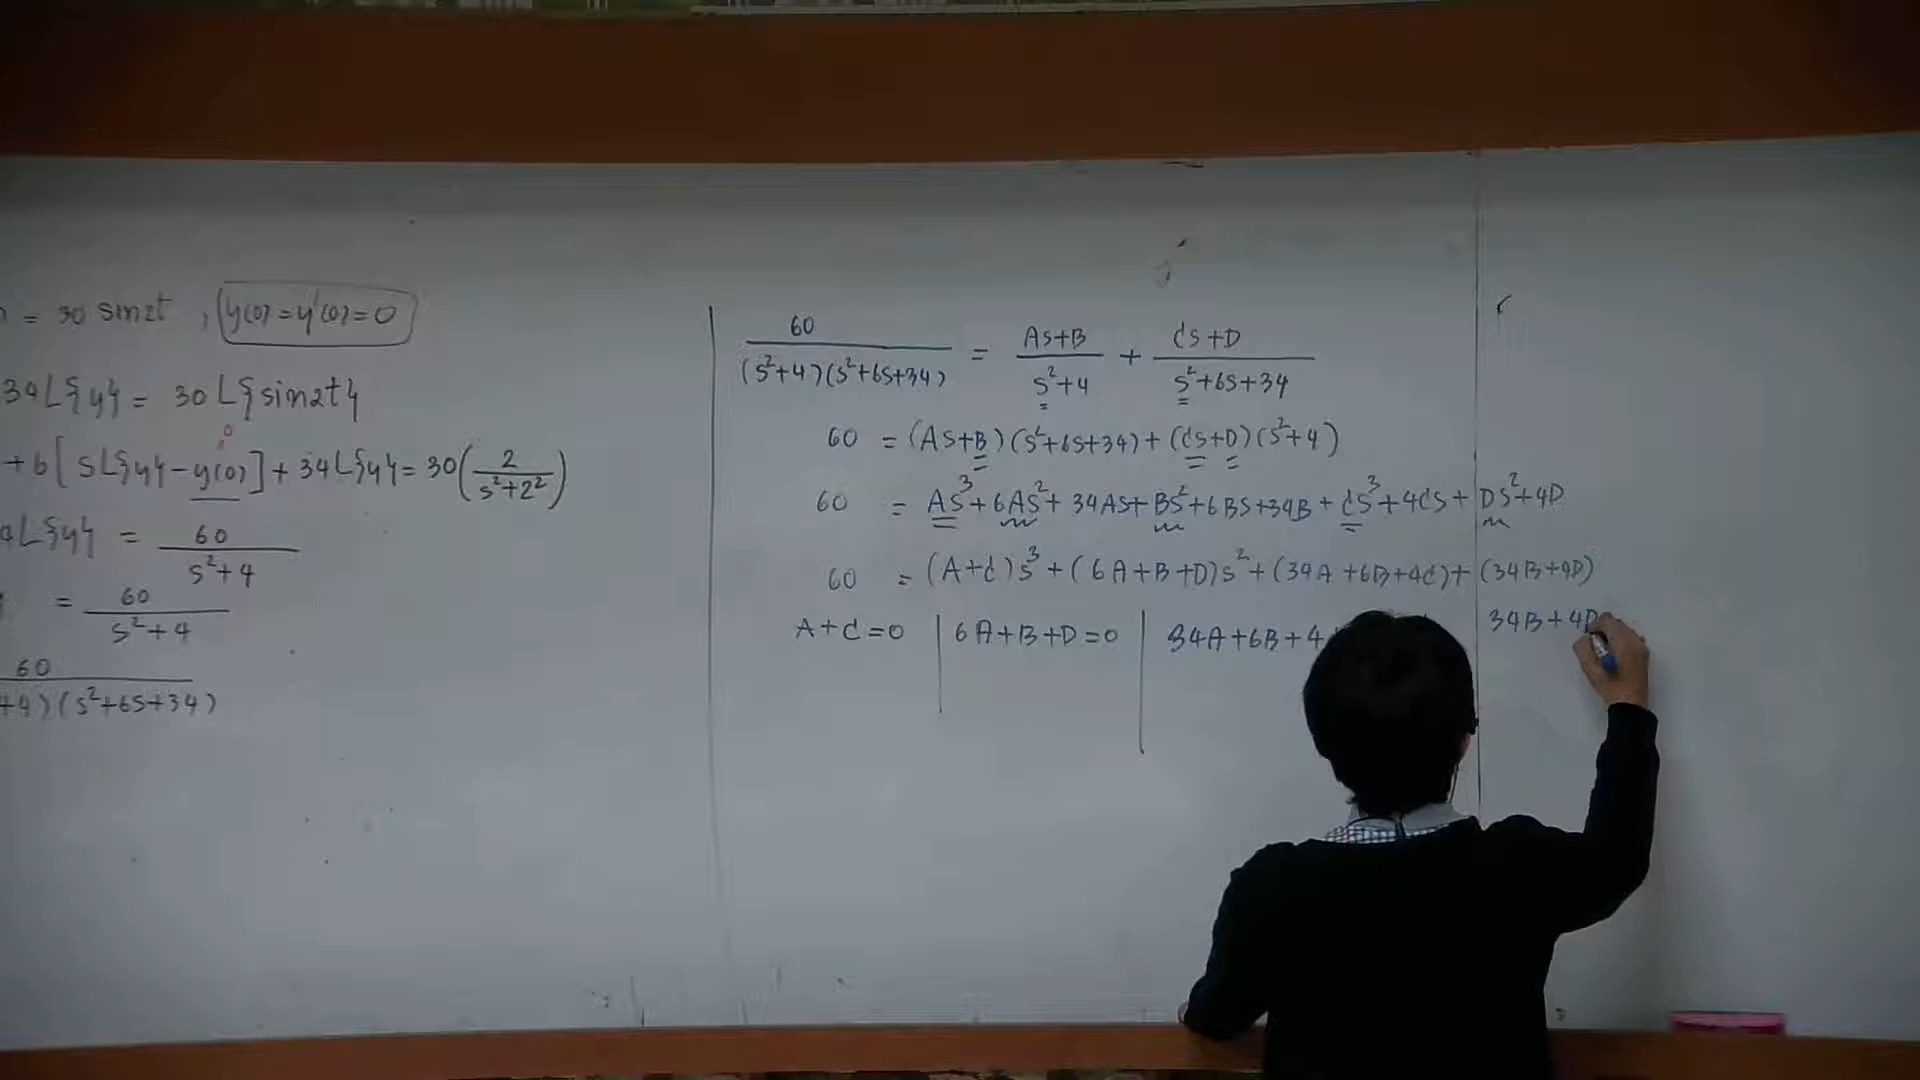 = 30 sin2t , y(0) = y'(0) = 0
34L{y} = 30 L{sin2t}
0
+ 6[sL{y} - y(0)] + 34L{y} = 30(2/(s²+2²))
L{y} = 60/(s²+4)
= 60/(s²+4)
60/(+4)(s²+6s+34)
60/((s²+4)(s²+6s+34)) = (As+B)/(s²+4) + (Cs+D)/(s²+6s+34)
60 = (As+B)(s²+6s+34) + (Cs+D)(s²+4)
60 = As³ + 6As² + 34As + Bs² + 6Bs + 34B + Cs³ + 4Cs + Ds² + 4D
60 = (A+C)s³ + (6A+B+D)s² + (34A+6B+4C) + (34B+4D)
A+C=0 | 6A+B+D=0 | 34A+6B+4 34B+4D